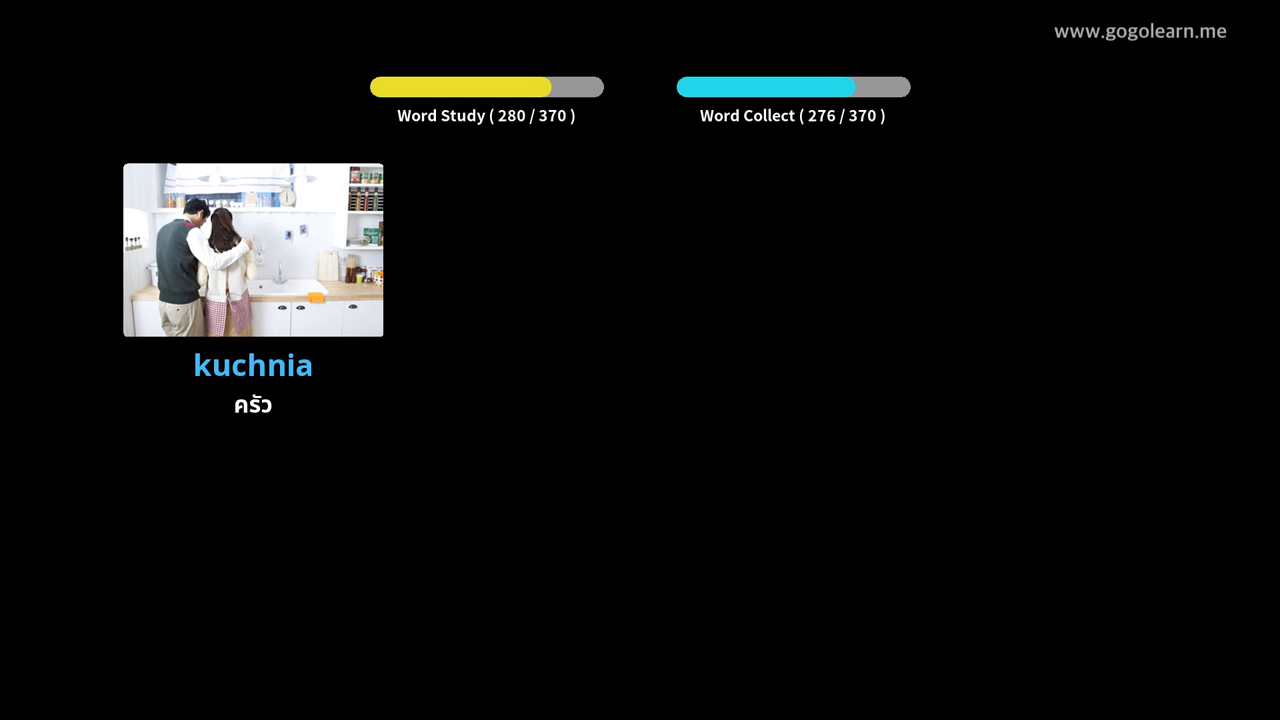 www.gogolearn.me
Word Study ( 280 / 370 )
Word Collect ( 276 / 370 )
kuchnia
ครัว